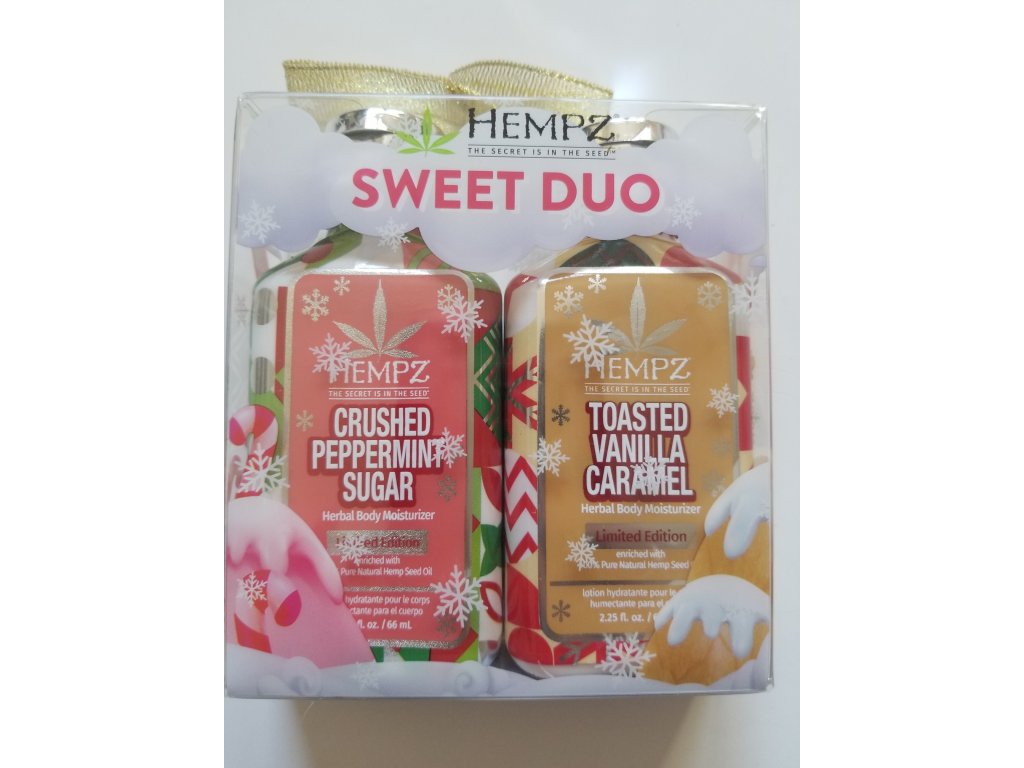 HEMPZ
THE SECRET IS IN THE SEED™
SWEET DUO
HEMPZ
THE SECRET IS IN THE SEED®
CRUSHED
PEPPERMINT
SUGAR
Herbal Body Moisturizer
Limited Edition
enriched with
Pure Natural Hemp Seed Oil
hydratante pour le corps
para el cuerpo
fl. oz. / 66 mL
HEMPZ
THE SECRET IS IN THE SEED®
TOASTED
VANILLA
CARAMEL
Herbal Body Moisturizer
Limited Edition
enriched with
Pure Natural Hemp Seed
lotion hydratante pour le
humectante para el
2.25 fl. oz. /